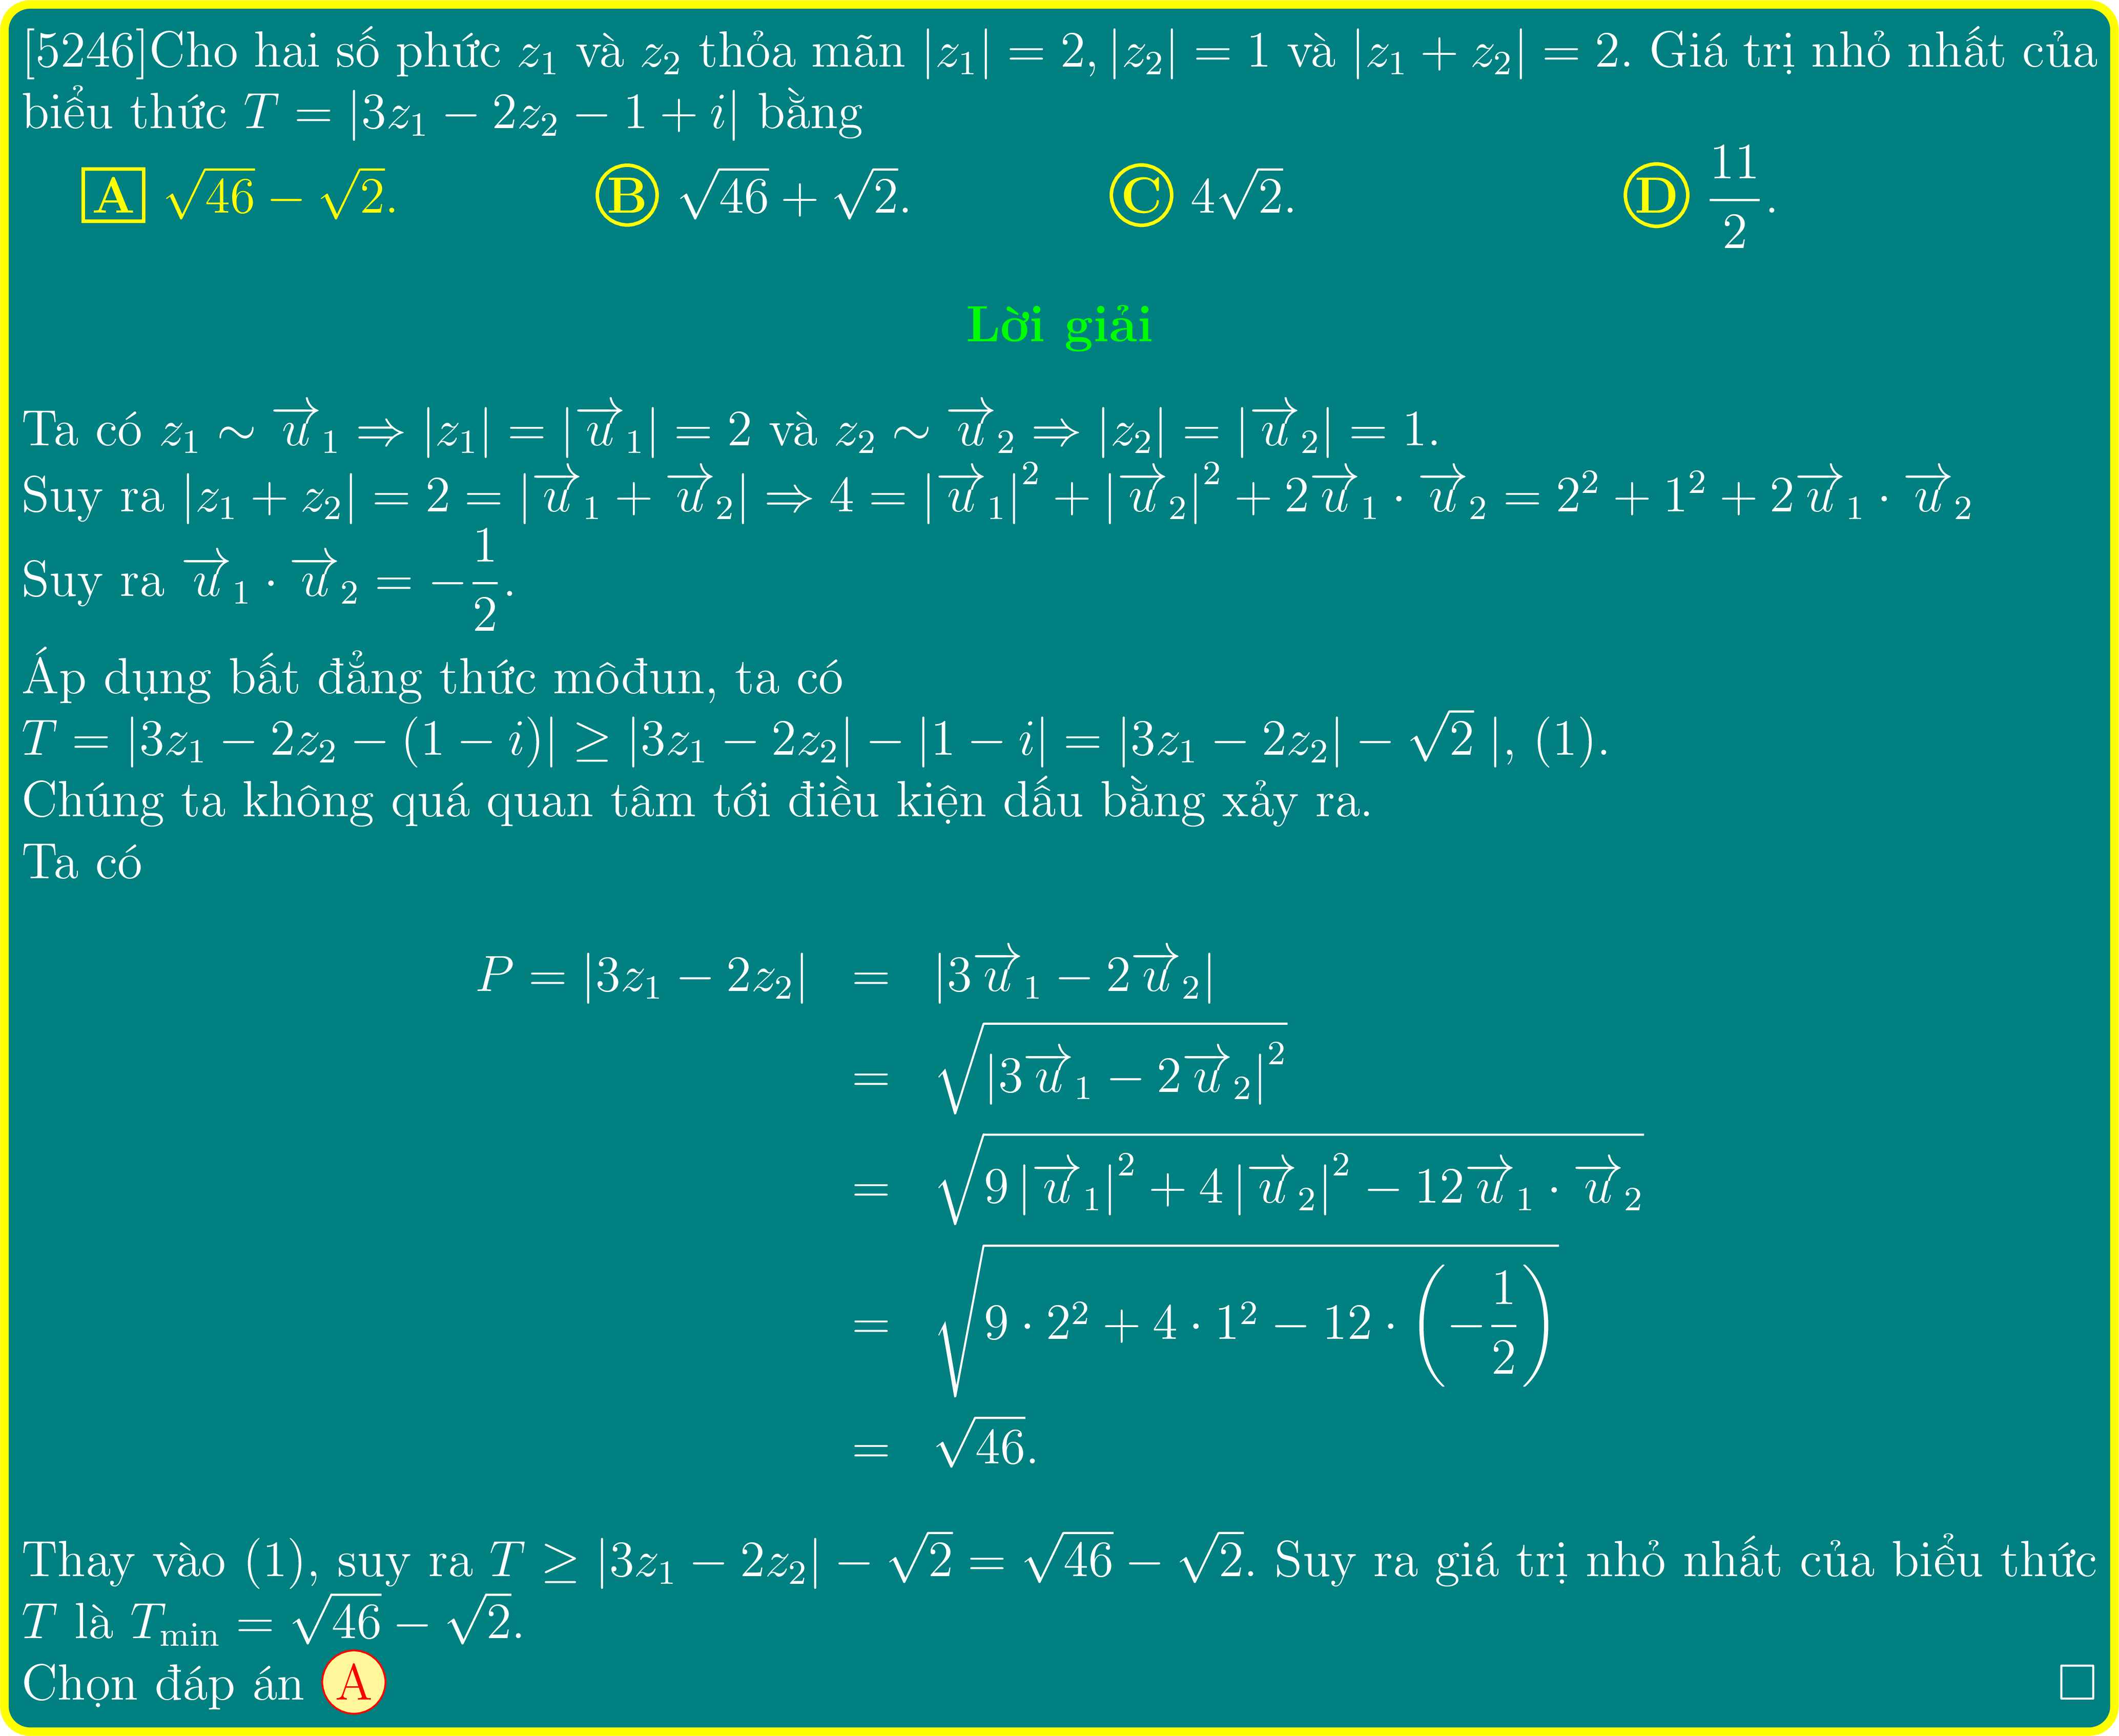 [5246]Cho hai số phức $z_1$ và $z_2$ thỏa mãn $|z_1| = 2, |z_2| = 1$ và $|z_1 + z_2| = 2$. Giá trị nhỏ nhất của
biểu thức $T = |3z_1 - 2z_2 - 1 + i|$ bằng
A $\sqrt{46} - \sqrt{2}$. B $\sqrt{46} + \sqrt{2}$. C $4\sqrt{2}$. D $\dfrac{11}{2}$.
Lời giải
Ta có $z_1 \sim \overrightarrow{u}_1 \Rightarrow |z_1| = |\overrightarrow{u}_1| = 2$ và $z_2 \sim \overrightarrow{u}_2 \Rightarrow |z_2| = |\overrightarrow{u}_2| = 1$.
Suy ra $|z_1 + z_2| = 2 = |\overrightarrow{u}_1 + \overrightarrow{u}_2| \Rightarrow 4 = |\overrightarrow{u}_1|^2 + |\overrightarrow{u}_2|^2 + 2\overrightarrow{u}_1 \cdot \overrightarrow{u}_2 = 2^2 + 1^2 + 2\overrightarrow{u}_1 \cdot \overrightarrow{u}_2$
Suy ra $\overrightarrow{u}_1 \cdot \overrightarrow{u}_2 = -\dfrac{1}{2}$.
Áp dụng bất đẳng thức môđun, ta có
$T = |3z_1 - 2z_2 - (1 - i)| \geq |3z_1 - 2z_2| - |1 - i| = |3z_1 - 2z_2| - \sqrt{2}\ |$, (1).
Chúng ta không quá quan tâm tới điều kiện dấu bằng xảy ra.
Ta có
$P = |3z_1 - 2z_2| = |3\overrightarrow{u}_1 - 2\overrightarrow{u}_2|$
$= \sqrt{|3\overrightarrow{u}_1 - 2\overrightarrow{u}_2|^2}$
$= \sqrt{9|\overrightarrow{u}_1|^2 + 4|\overrightarrow{u}_2|^2 - 12\overrightarrow{u}_1 \cdot \overrightarrow{u}_2}$
$= \sqrt{9 \cdot 2^2 + 4 \cdot 1^2 - 12 \cdot \left(-\dfrac{1}{2}\right)}$
$= \sqrt{46}$.
Thay vào (1), suy ra $T \geq |3z_1 - 2z_2| - \sqrt{2} = \sqrt{46} - \sqrt{2}$. Suy ra giá trị nhỏ nhất của biểu thức
$T$ là $T_{\min} = \sqrt{46} - \sqrt{2}$.
Chọn đáp án A □